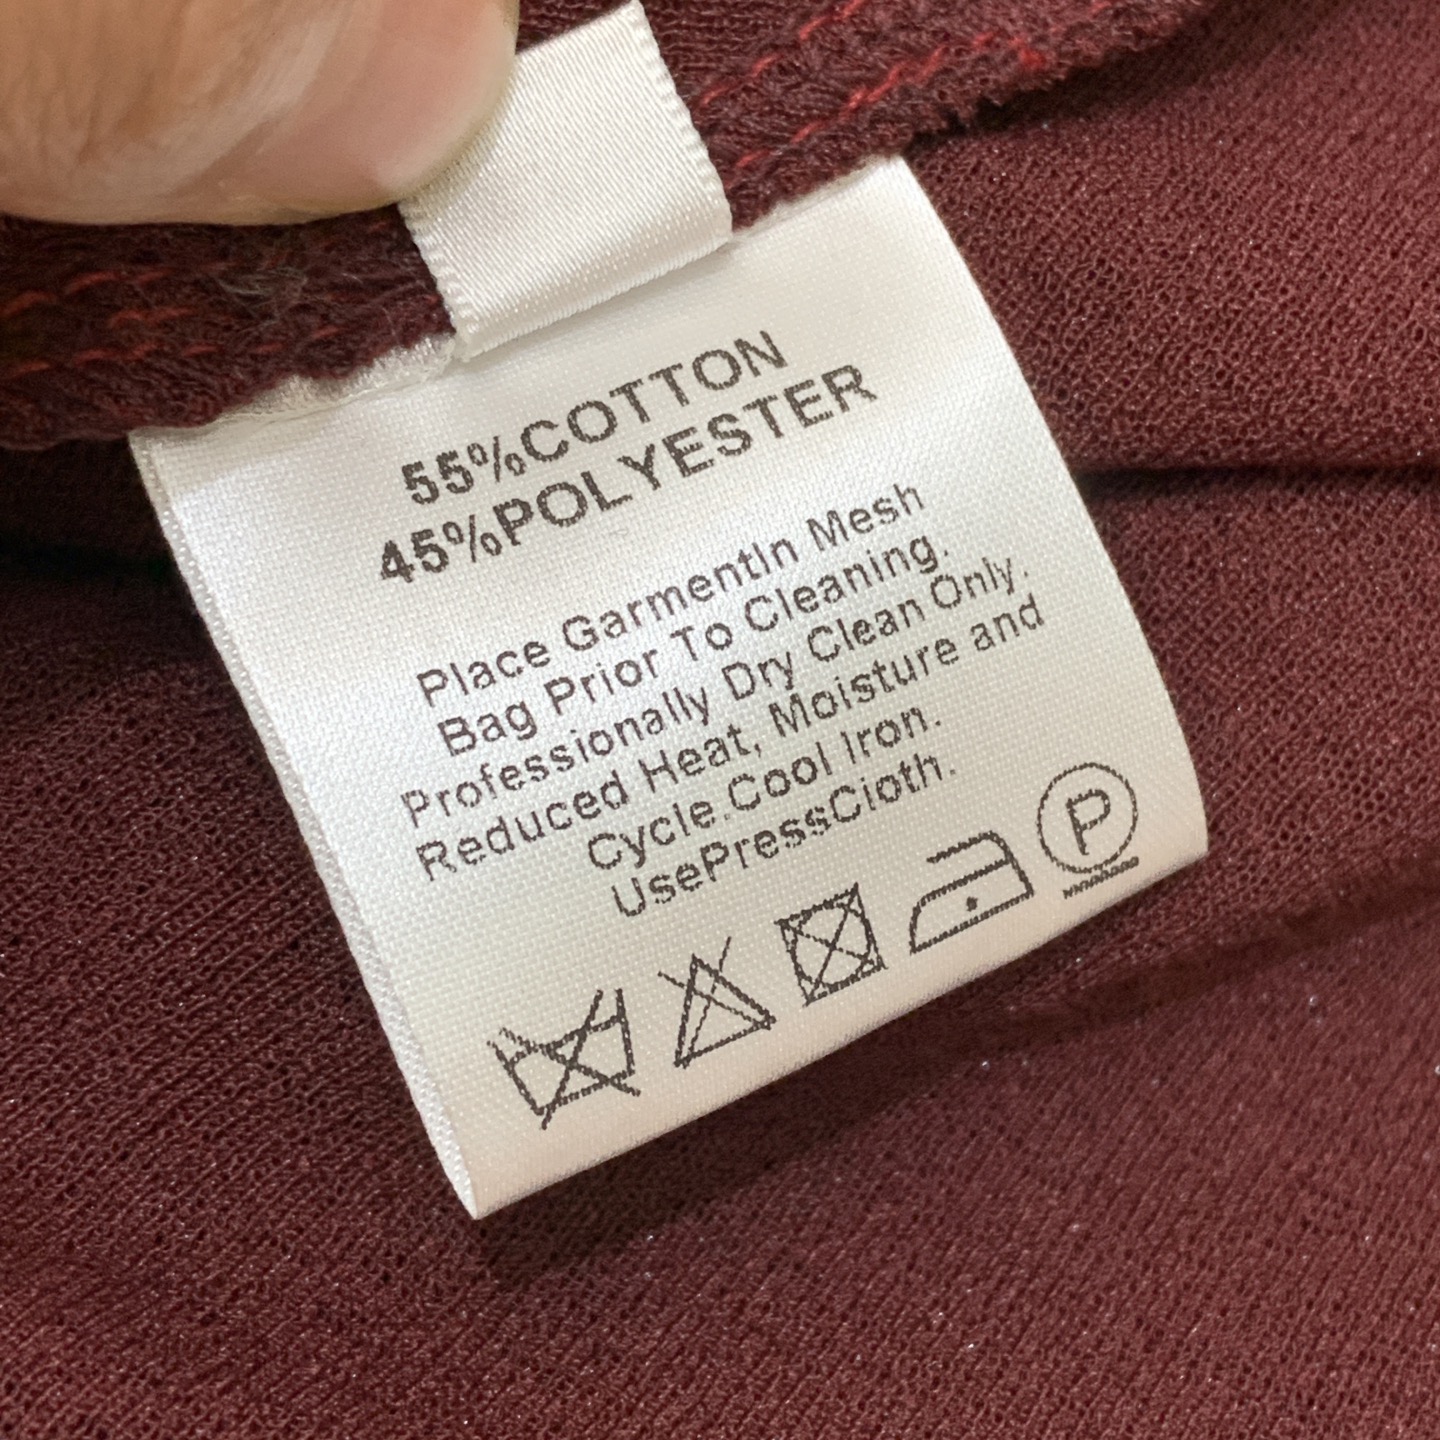 55%COTTON
45%POLYESTER
Place GarmentIn Mesh
Bag Prior To Cleaning.
Professionally Dry Clean Only.
Reduced Heat, Moisture and
Cycle.Cool Iron.
UsePressCloth.
P